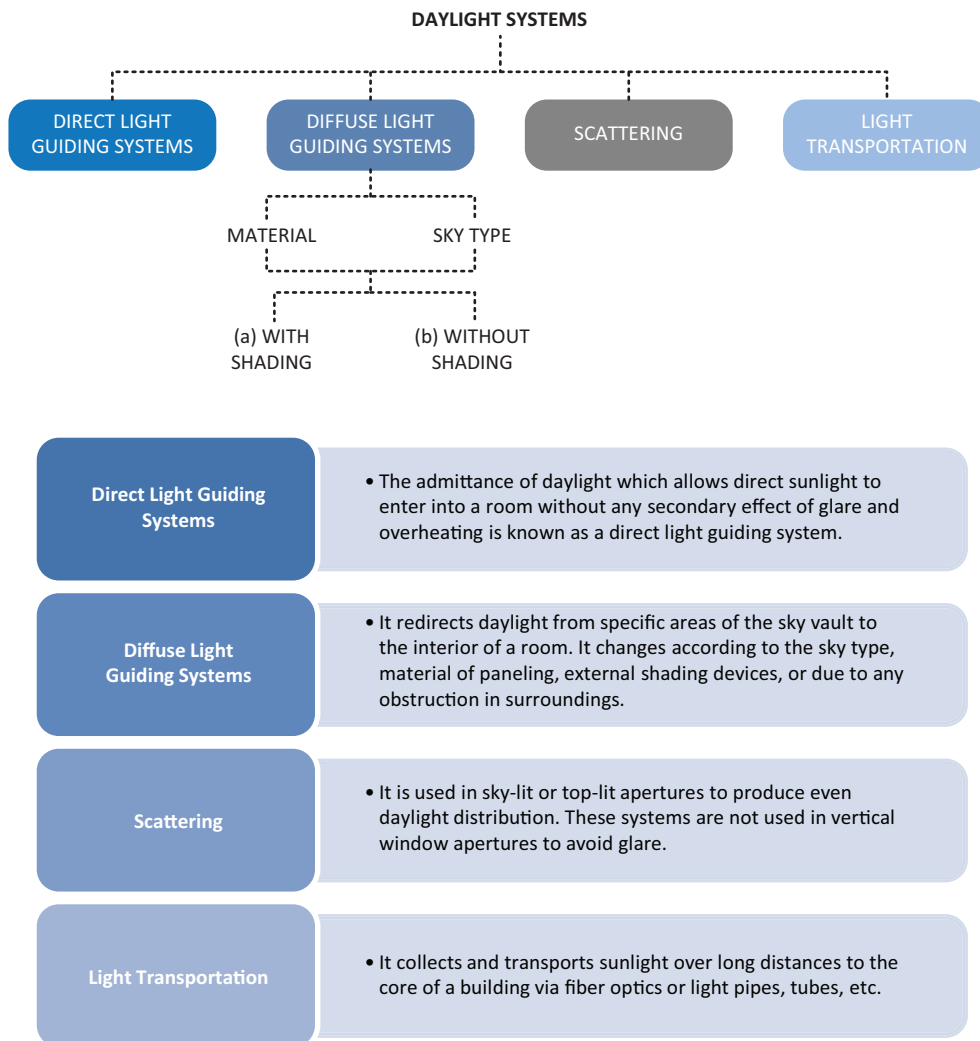 DAYLIGHT SYSTEMS
DIRECT LIGHT
GUIDING SYSTEMS
DIFFUSE LIGHT
GUIDING SYSTEMS
SCATTERING
LIGHT
TRANSPORTATION
MATERIAL
SKY TYPE
(a) WITH
SHADING
(b) WITHOUT
SHADING
Direct Light Guiding
Systems
• The admittance of daylight which allows direct sunlight to
enter into a room without any secondary effect of glare and
overheating is known as a direct light guiding system.
Diffuse Light
Guiding Systems
• It redirects daylight from specific areas of the sky vault to
the interior of a room. It changes according to the sky type,
material of paneling, external shading devices, or due to any
obstruction in surroundings.
Scattering
• It is used in sky-lit or top-lit apertures to produce even
daylight distribution. These systems are not used in vertical
window apertures to avoid glare.
Light Transportation
• It collects and transports sunlight over long distances to the
core of a building via fiber optics or light pipes, tubes, etc.